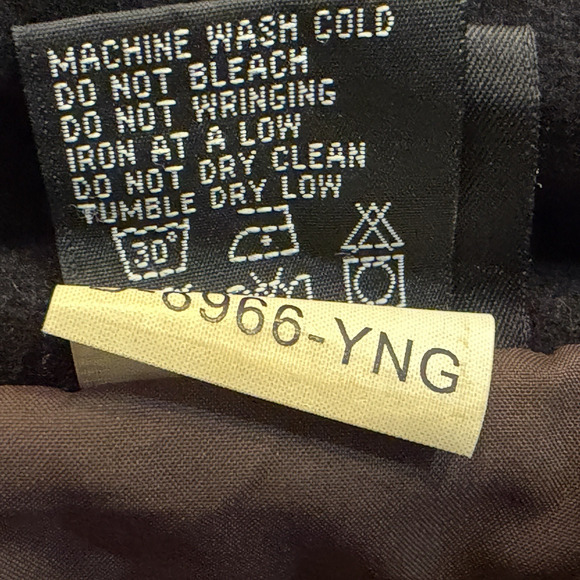 MACHINE WASH COLD
DO NOT BLEACH
DO NOT WRINGING
IRON AT A LOW
DO NOT DRY CLEAN
TUMBLE DRY LOW
30°
8966-YNG